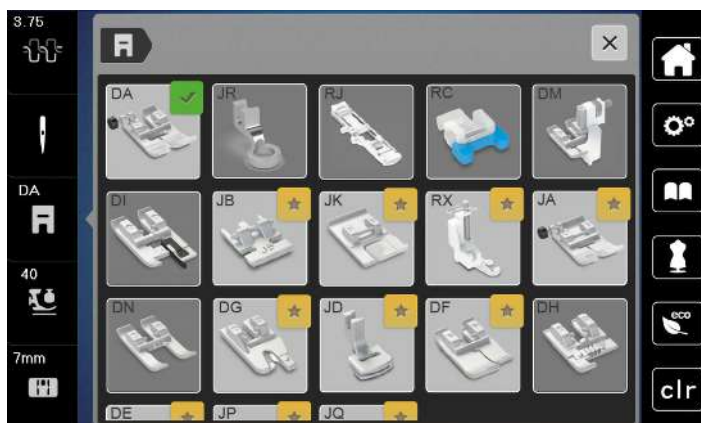 3.75
DA
JR
RJ
RC
DM
DA
DI
JB
JK
RX
JA
40
DN
DG
JD
DF
DH
eco
7mm
clr
DE
JP
JQ